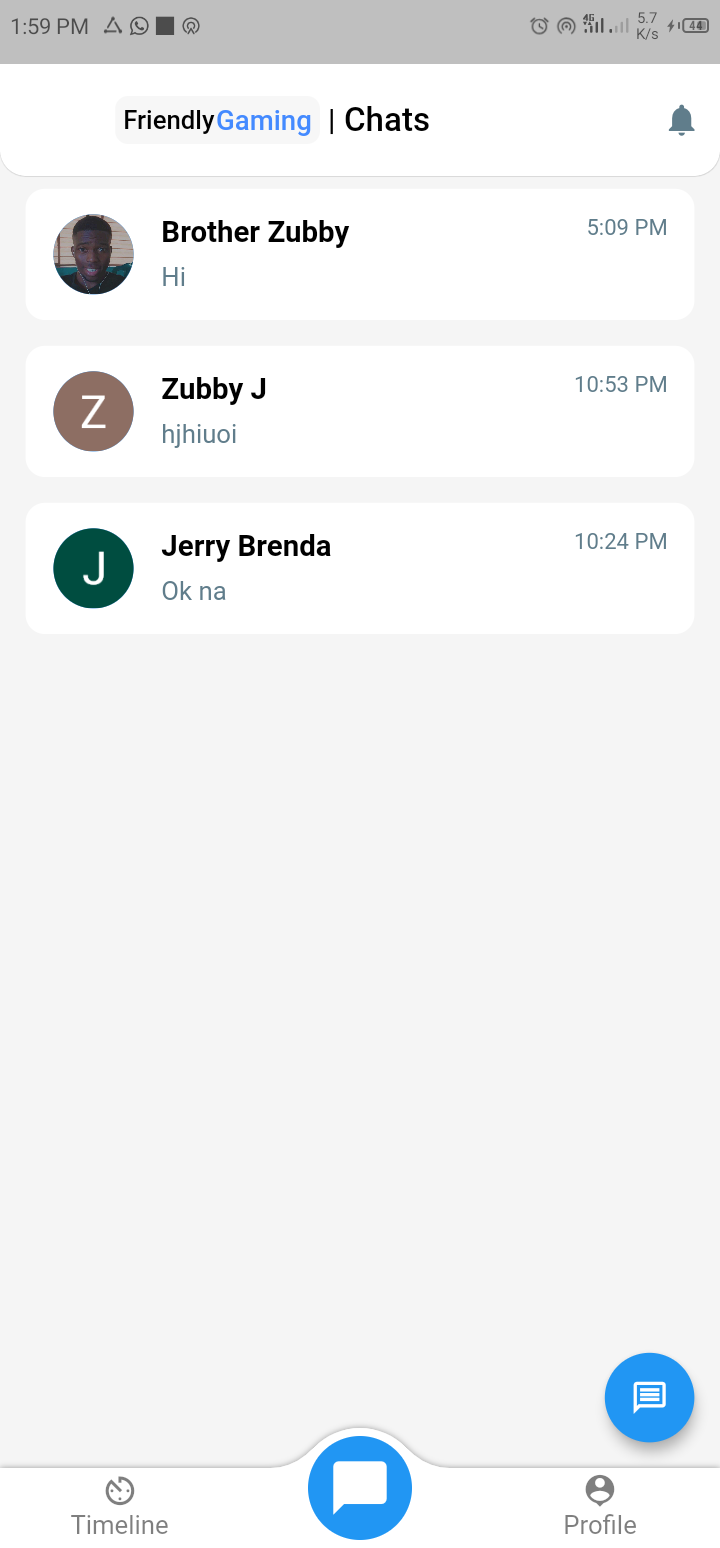 1:59 PM 4G 5.7 K/s 44
FriendlyGaming | Chats
Brother Zubby 5:09 PM
Hi
Z
Zubby J 10:53 PM
hjhiuoi
J
Jerry Brenda 10:24 PM
Ok na
Timeline Profile